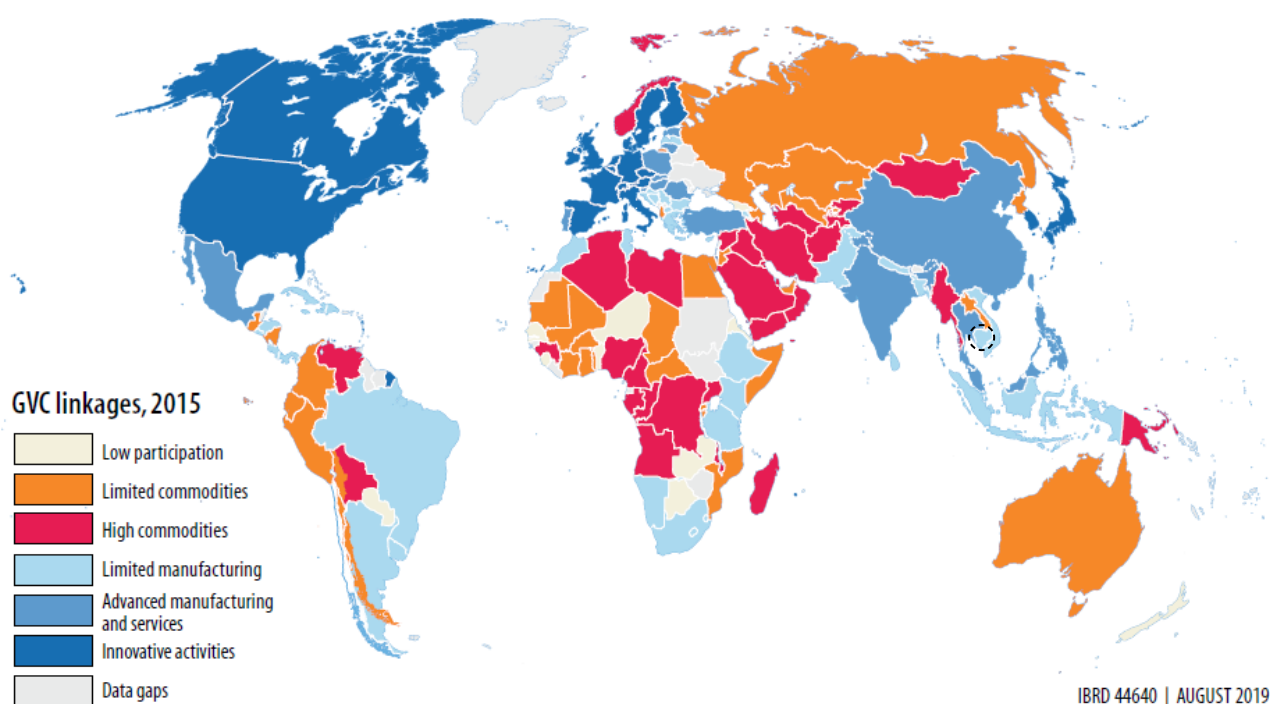 GVC linkages, 2015
Low participation
Limited commodities
High commodities
Limited manufacturing
Advanced manufacturing
and services
Innovative activities
Data gaps
IBRD 44640 | AUGUST 2019